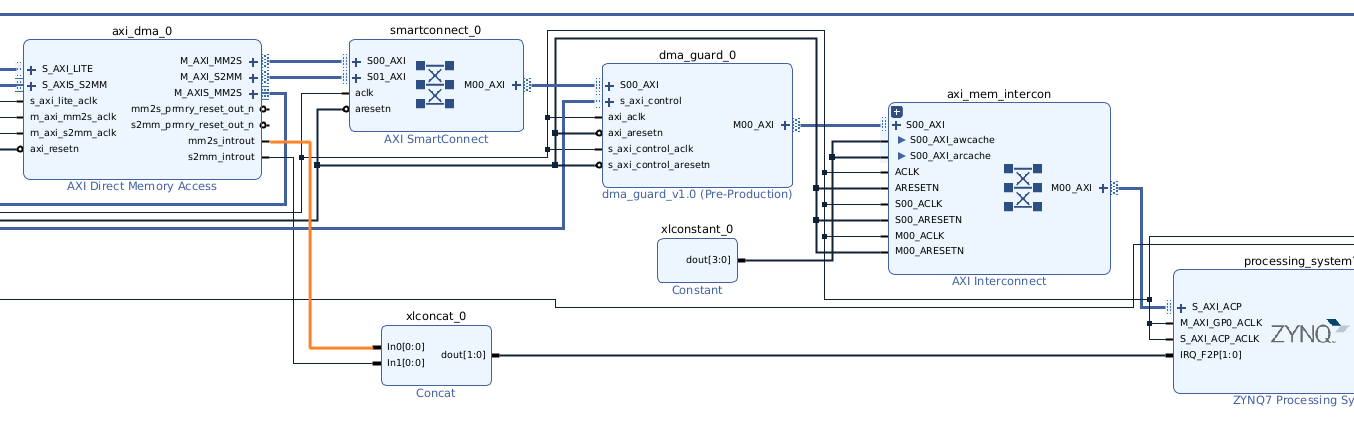 axi_dma_0
S_AXI_LITE
S_AXIS_S2MM
s_axi_lite_aclk
m_axi_mm2s_aclk
m_axi_s2mm_aclk
axi_resetn
M_AXI_MM2S
M_AXI_S2MM
M_AXIS_MM2S
mm2s_prmry_reset_out_n
s2mm_prmry_reset_out_n
mm2s_introut
s2mm_introut
AXI Direct Memory Access
smartconnect_0
S00_AXI
S01_AXI
aclk
aresetn
M00_AXI
AXI SmartConnect
dma_guard_0
S00_AXI
s_axi_control
axi_aclk
axi_aresetn
s_axi_control_aclk
s_axi_control_aresetn
M00_AXI
dma_guard_v1.0 (Pre-Production)
axi_mem_intercon
S00_AXI
S00_AXI_awcache
S00_AXI_arcache
ACLK
ARESETN
S00_ACLK
S00_ARESETN
M00_ACLK
M00_ARESETN
M00_AXI
AXI Interconnect
xlconstant_0
dout[3:0]
Constant
xlconcat_0
In0[0:0]
In1[0:0]
dout[1:0]
Concat
processing_system7
S_AXI_ACP
M_AXI_GP0_ACLK
S_AXI_ACP_ACLK
IRQ_F2P[1:0]
ZYNQ
ZYNQ7 Processing Sy